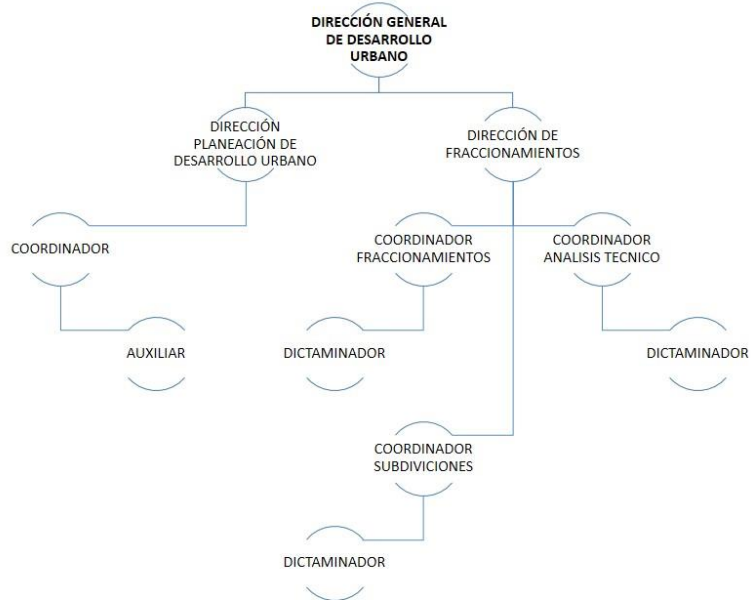 DIRECCIÓN GENERAL
DE DESARROLLO
URBANO
DIRECCIÓN
PLANEACIÓN DE
DESARROLLO URBANO
DIRECCIÓN DE
FRACCIONAMIENTOS
COORDINADOR
COORDINADOR
FRACCIONAMIENTOS
COORDINADOR
ANALISIS TECNICO
AUXILIAR
DICTAMINADOR
DICTAMINADOR
COORDINADOR
SUBDIVICIONES
DICTAMINADOR